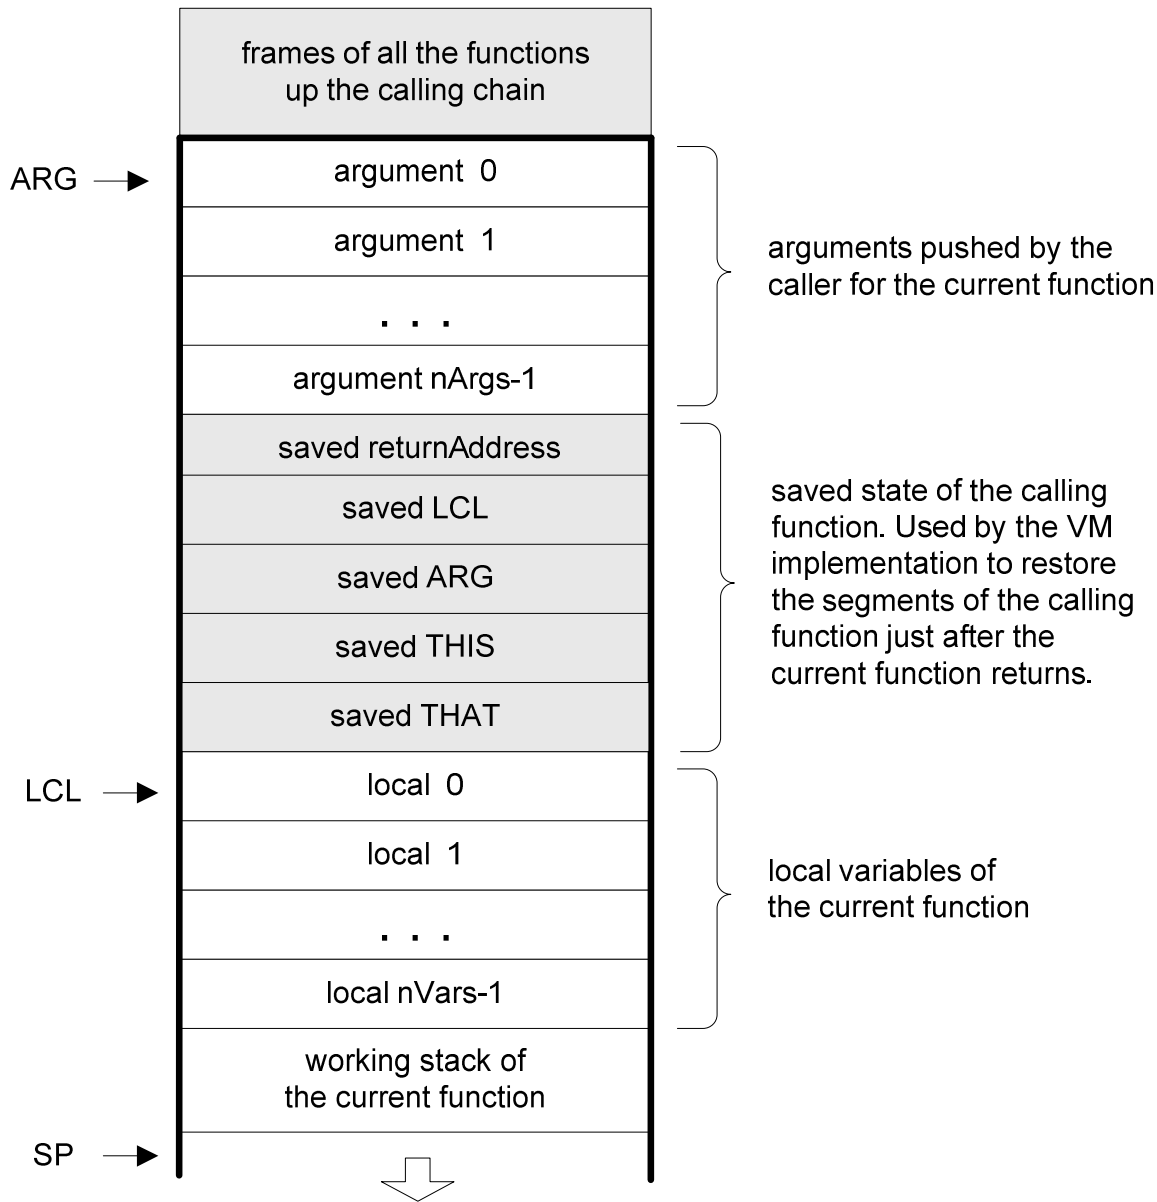 frames of all the functions
up the calling chain
ARG
argument 0
argument 1
. . .
argument nArgs-1
arguments pushed by the
caller for the current function
saved returnAddress
saved LCL
saved ARG
saved THIS
saved THAT
saved state of the calling
function. Used by the VM
implementation to restore
the segments of the calling
function just after the
current function returns.
LCL
local 0
local 1
. . .
local nVars-1
local variables of
the current function
working stack of
the current function
SP